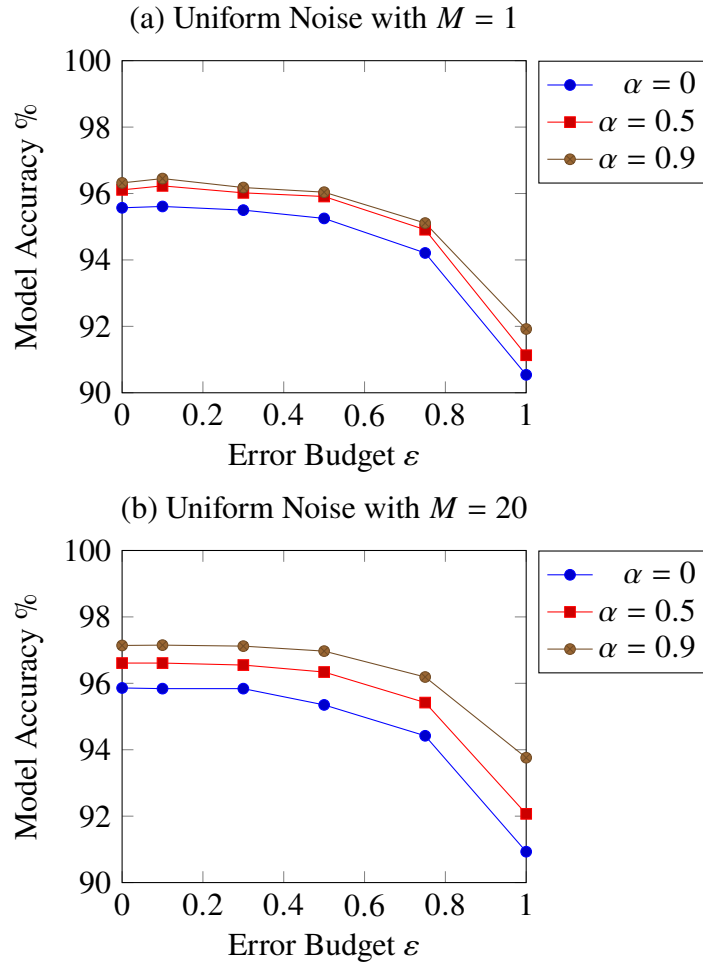 (a) Uniform Noise with M = 1
100
98
96
94
92
90
Model Accuracy %
0 0.2 0.4 0.6 0.8 1
Error Budget ε
α = 0
α = 0.5
α = 0.9
(b) Uniform Noise with M = 20
100
98
96
94
92
90
Model Accuracy %
0 0.2 0.4 0.6 0.8 1
Error Budget ε
α = 0
α = 0.5
α = 0.9